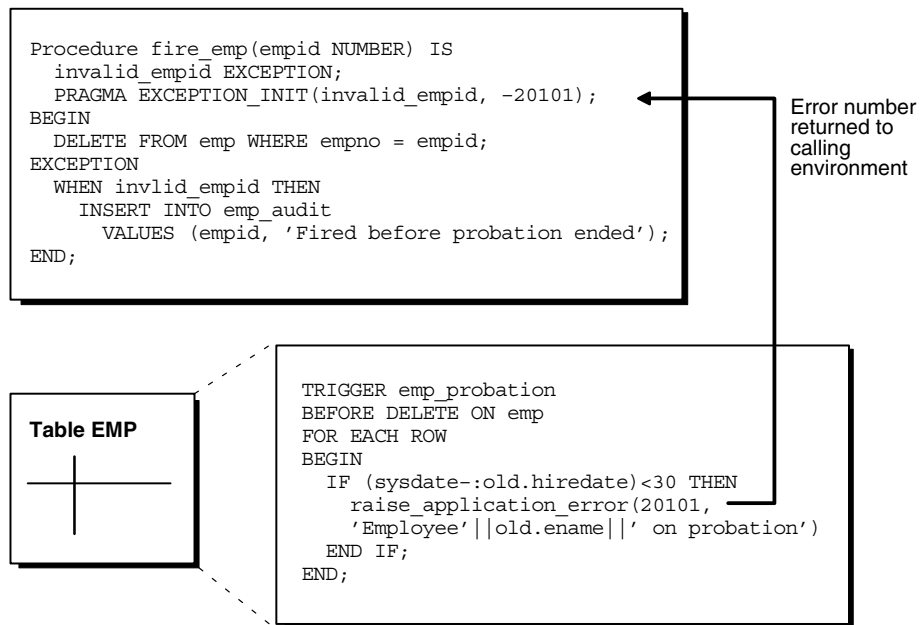 Procedure fire_emp(empid NUMBER) IS
invalid_empid EXCEPTION;
PRAGMA EXCEPTION_INIT(invalid_empid, −20101);
BEGIN
DELETE FROM emp WHERE empno = empid;
EXCEPTION
WHEN invlid_empid THEN
INSERT INTO emp_audit
VALUES (empid, ’Fired before probation ended’);
END;
Error number
returned to
calling
environment
Table EMP
TRIGGER emp_probation
BEFORE DELETE ON emp
FOR EACH ROW
BEGIN
IF (sysdate−:old.hiredate)<30 THEN
raise_application_error(20101,
’Employee’||old.ename||’ on probation’)
END IF;
END;